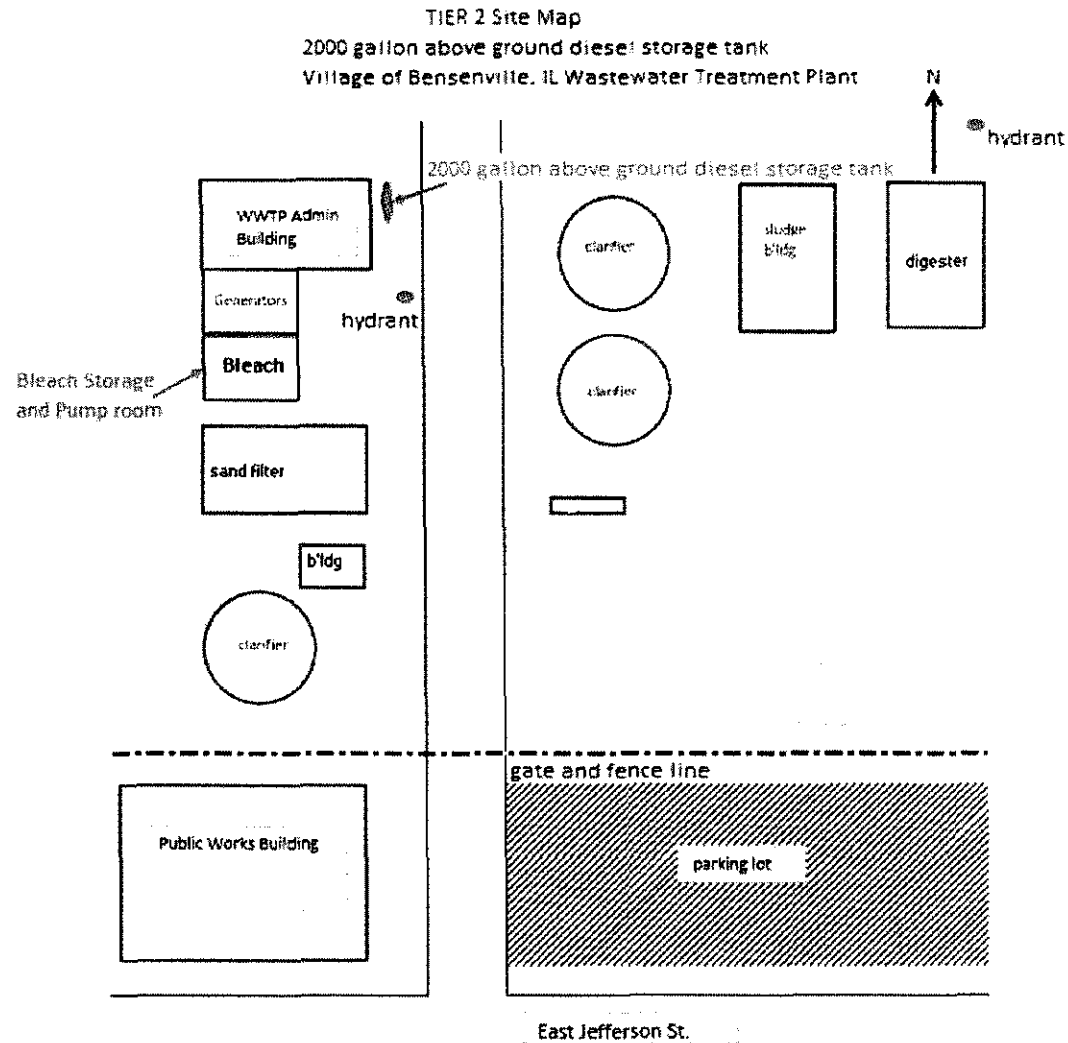 TIER 2 Site Map
2000 gallon above ground diesel storage tank
Village of Bensenville, IL Wastewater Treatment Plant
N
hydrant
2000 gallon above ground diesel storage tank
WWTP Admin
Building
clarifier
sludge
b'ldg
digester
Generators
hydrant
Bleach
Bleach Storage
and Pump room
clarifier
sand filter
b'ldg
clarifier
gate and fence line
Public Works Building
parking lot
East Jefferson St.